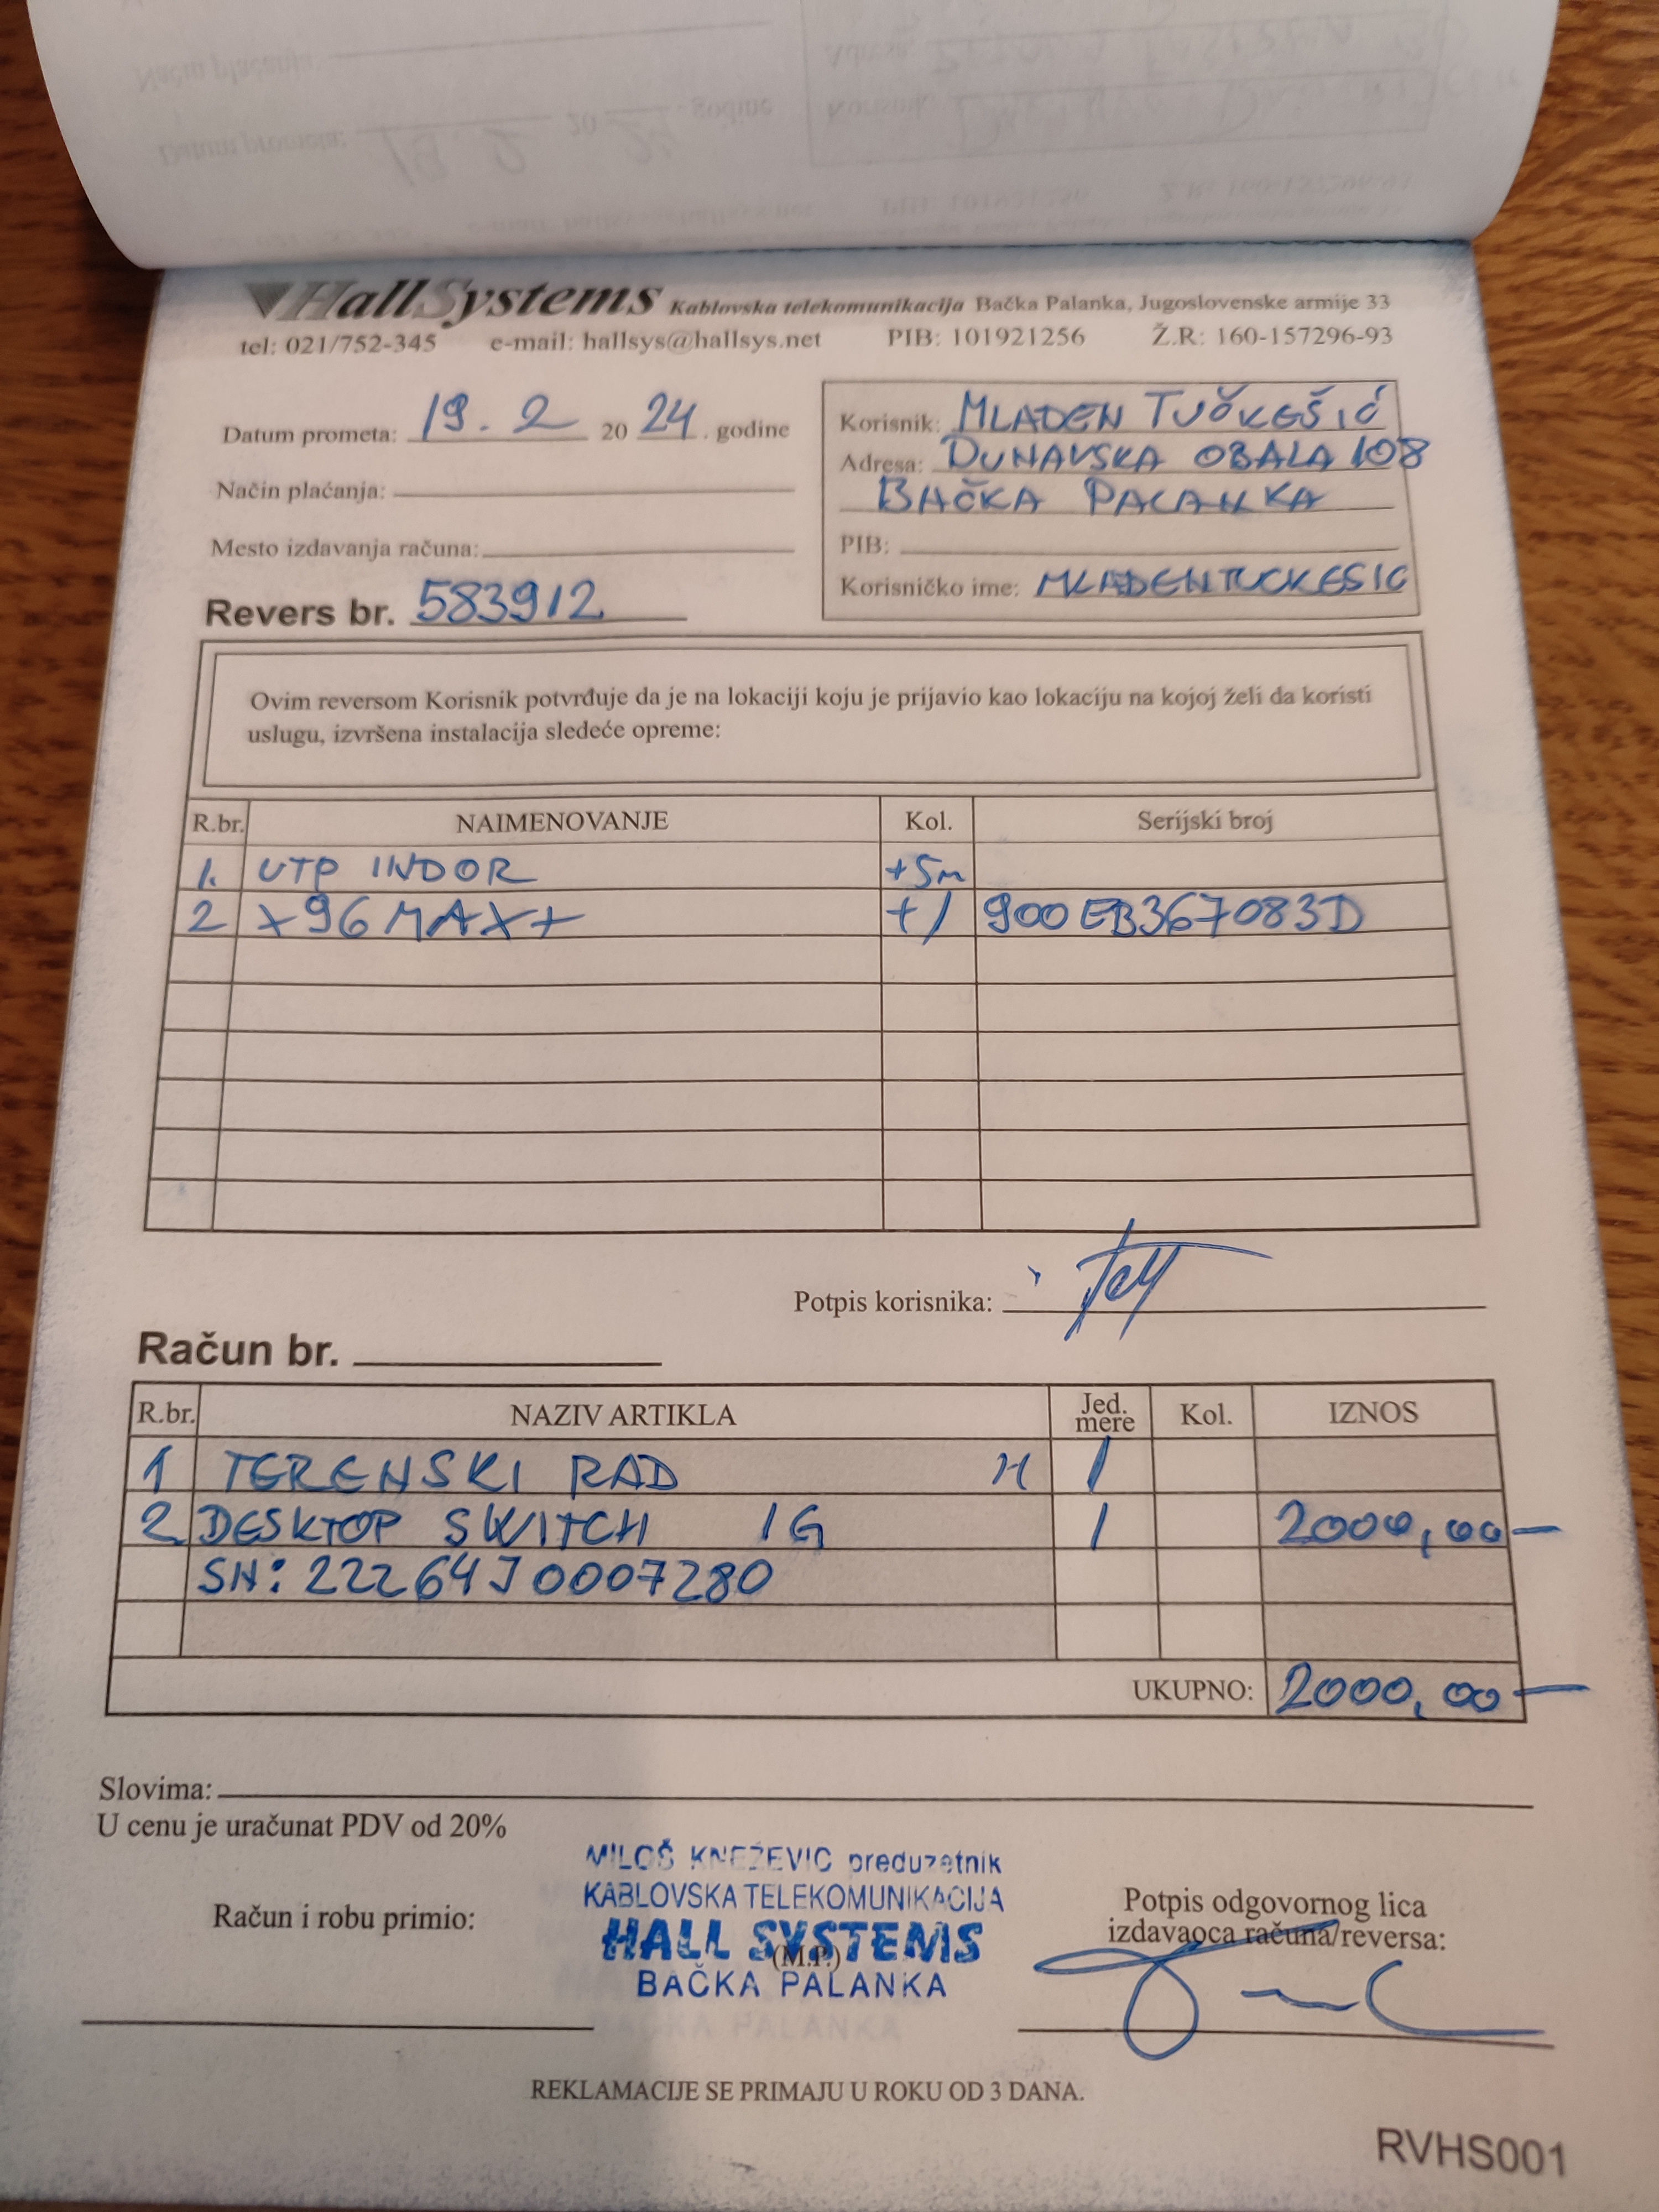 HallSystems Kablovska telekomunikacija Bačka Palanka, Jugoslovenske armije 33
tel: 021/752-345 e-mail: hallsys@hallsys.net PIB: 101921256 Ž.R: 160-157296-93
Datum prometa: 19. 2 20 24. godine
Način plaćanja:
Mesto izdavanja računa:
Revers br. 583912
Korisnik: MLADEN TUČKEŠIĆ
Adresa: DUNAVSKA OBALA 108
BAČKA PALANKA
PIB:
Korisničko ime: MLADENTUCKESIC
Ovim reversom Korisnik potvrđuje da je na lokaciji koju je prijavio kao lokaciju na kojoj želi da koristi
uslugu, izvršena instalacija sledeće opreme:
R.br. NAIMENOVANJE Kol. Serijski broj
1. UTP INDOR +5m
2 X96 MAX+ +1 900EB367083D
Potpis korisnika:
Račun br.
R.br. NAZIV ARTIKLA Jed. mere Kol. IZNOS
1 TERENSKI RAD H 1
2 DESKTOP SWITCH 1G 1 2000,00-
SN: 22264J0007280
UKUPNO: 2000,00-
Slovima:
U cenu je uračunat PDV od 20%
MILOŠ KNEŽEVIĆ preduzetnik
KABLOVSKA TELEKOMUNIKACIJA
HALL SYSTEMS
(M.P.)
BAČKA PALANKA
Račun i robu primio:
Potpis odgovornog lica
izdavaoca računa/reversa:
REKLAMACIJE SE PRIMAJU U ROKU OD 3 DANA.
RVHS001